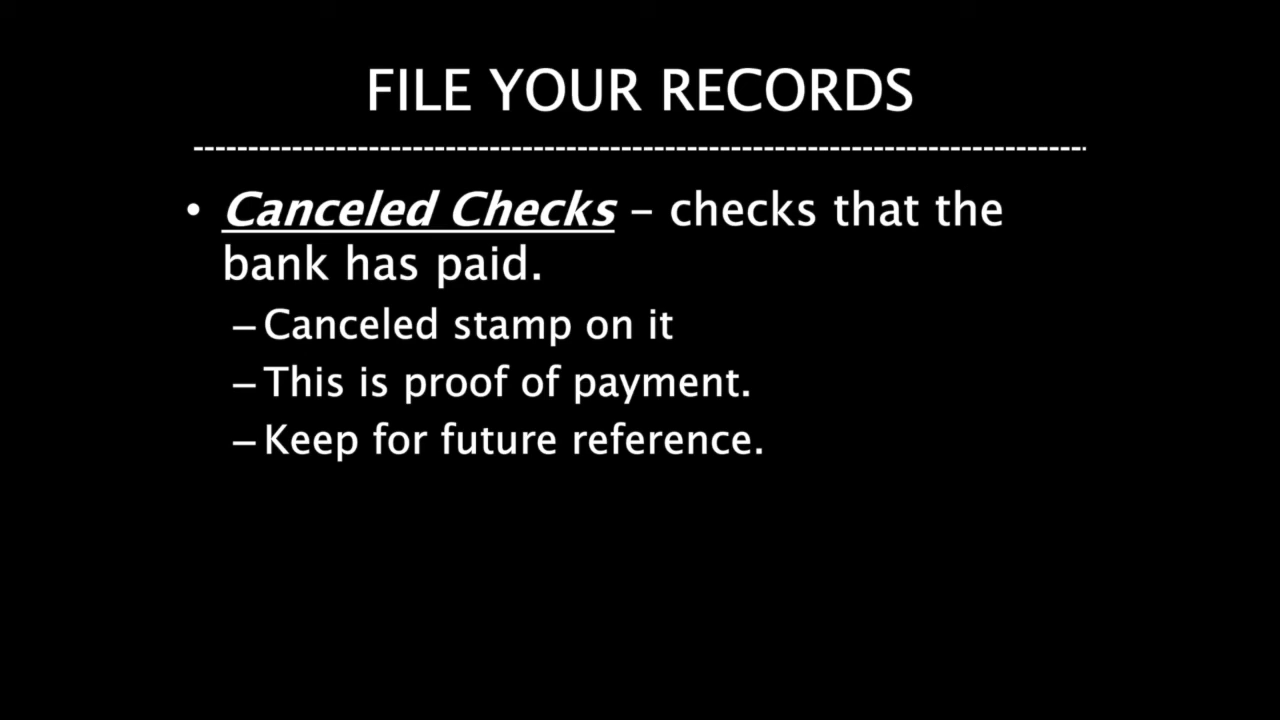 FILE YOUR RECORDS
• Canceled Checks – checks that the
bank has paid.
– Canceled stamp on it
– This is proof of payment.
– Keep for future reference.